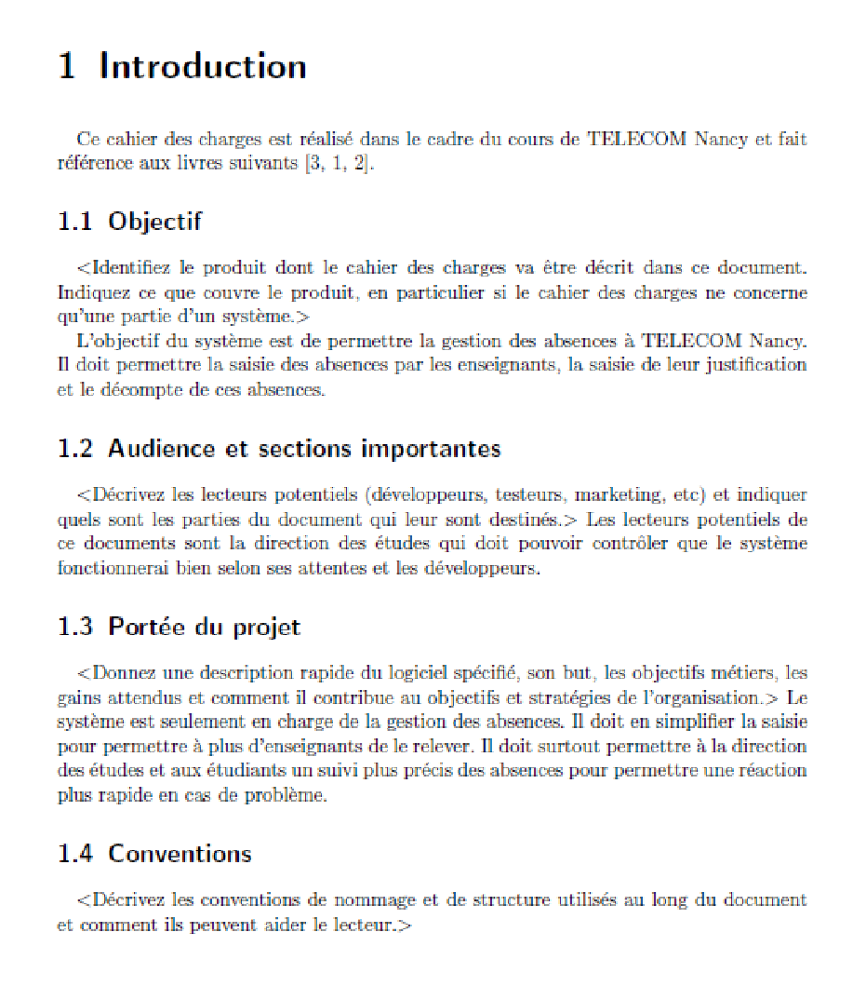 1 Introduction
Ce cahier des charges est réalisé dans le cadre du cours de TELECOM Nancy et fait
référence aux livres suivants [3, 1, 2].
1.1 Objectif
<Identifiez le produit dont le cahier des charges va être décrit dans ce document.
Indiquez ce que couvre le produit, en particulier si le cahier des charges ne concerne
qu'une partie d'un système.>
L'objectif du système est de permettre la gestion des absences à TELECOM Nancy.
Il doit permettre la saisie des absences par les enseignants, la saisie de leur justification
et le décompte de ces absences.
1.2 Audience et sections importantes
<Décrivez les lecteurs potentiels (développeurs, testeurs, marketing, etc) et indiquer
quels sont les parties du document qui leur sont destinés.> Les lecteurs potentiels de
ce documents sont la direction des études qui doit pouvoir contrôler que le système
fonctionnerai bien selon ses attentes et les développeurs.
1.3 Portée du projet
<Donnez une description rapide du logiciel spécifié, son but, les objectifs métiers, les
gains attendus et comment il contribue au objectifs et stratégies de l'organisation.> Le
système est seulement en charge de la gestion des absences. Il doit en simplifier la saisie
pour permettre à plus d'enseignants de le relever. Il doit surtout permettre à la direction
des études et aux étudiants un suivi plus précis des absences pour permettre une réaction
plus rapide en cas de problème.
1.4 Conventions
<Décrivez les conventions de nommage et de structure utilisés au long du document
et comment ils peuvent aider le lecteur.>